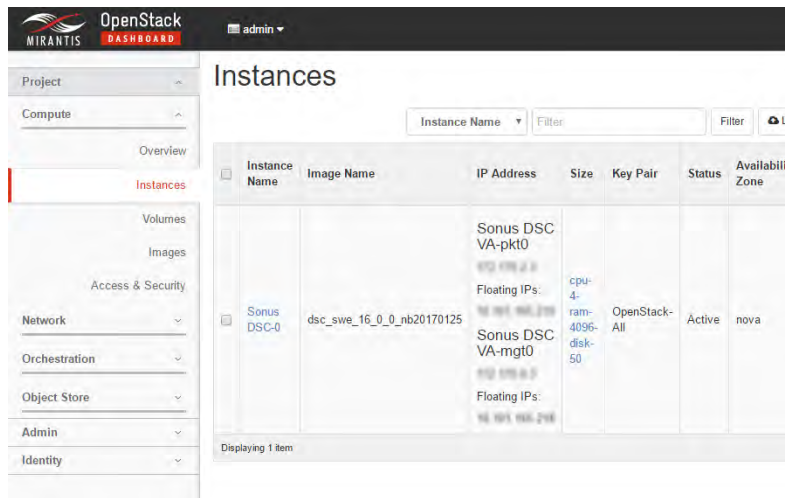 MIRANTIS
OpenStack
DASHBOARD
admin
Project
Compute
Overview
Instances
Volumes
Images
Access & Security
Network
Orchestration
Object Store
Admin
Identity
Instances
Instance Name
Filter
Filter
Instance
Name
Image Name
IP Address
Size
Key Pair
Status
Availabili
Zone
Sonus
DSC-0
dsc_swe_16_0_0_nb20170125
Sonus DSC
VA-pkt0
Floating IPs:
Sonus DSC
VA-mgt0
Floating IPs:
cpu-
4-
ram-
4096-
disk-
50
OpenStack-
All
Active
nova
Displaying 1 item